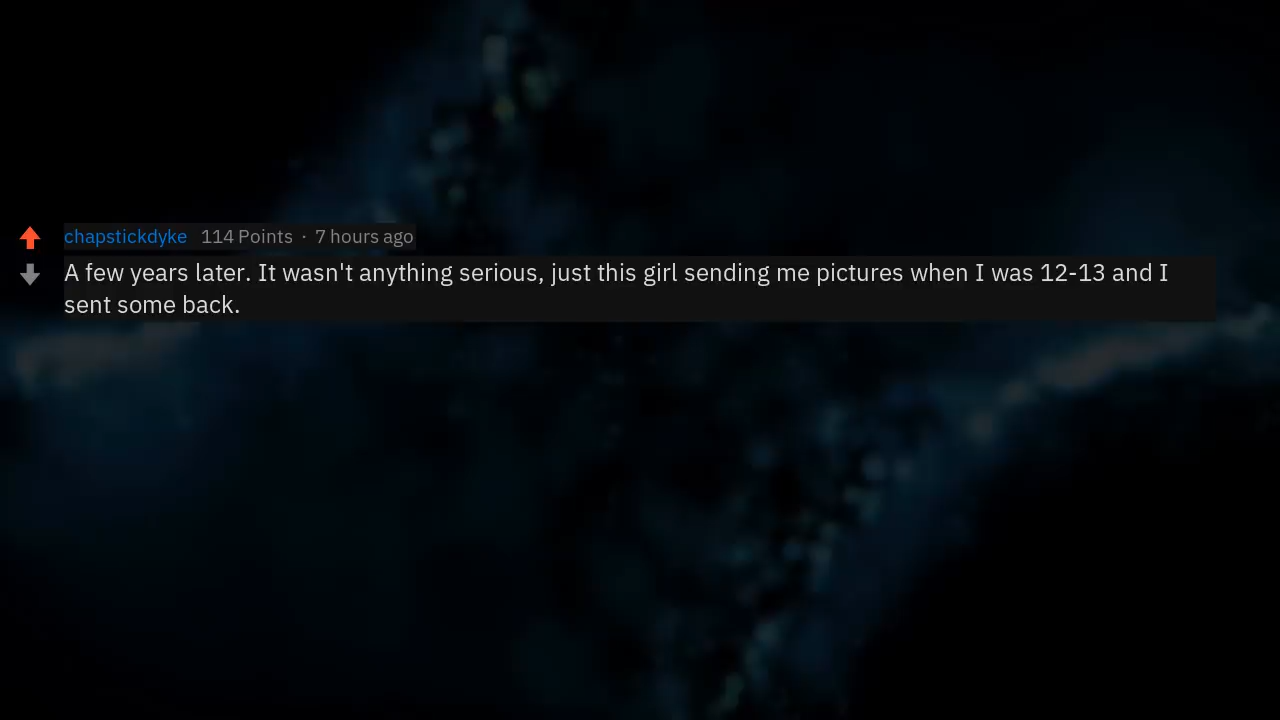 chapstickdyke 114 Points · 7 hours ago
A few years later. It wasn't anything serious, just this girl sending me pictures when I was 12-13 and I
sent some back.